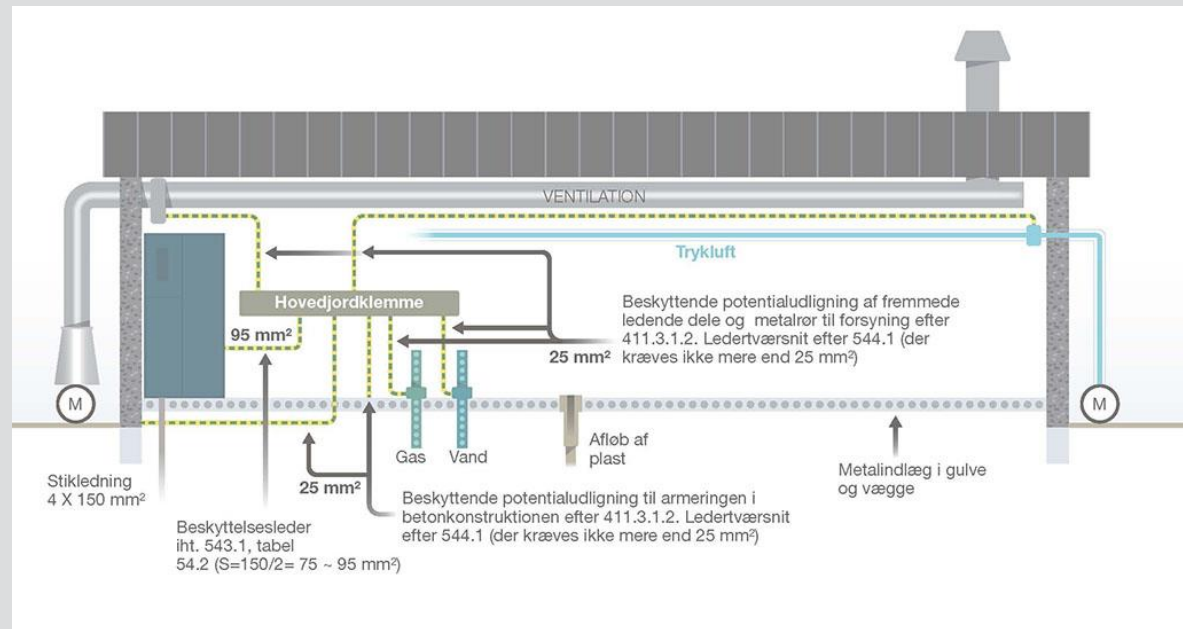 VENTILATION
Trykluft
Hovedjordklemme
95 mm²
25 mm²
Beskyttende potentialudligning af fremmede
ledende dele og metalrør til forsyning efter
411.3.1.2. Ledertværsnit efter 544.1 (der
kræves ikke mere end 25 mm²)
M
M
Stikledning
4 X 150 mm²
25 mm²
Gas
Vand
Afløb af
plast
Metalindlæg i gulve
og vægge
Beskyttelsesleder
iht. 543.1, tabel
54.2 (S=150/2= 75 ~ 95 mm²)
Beskyttende potentialudligning til armeringen i
betonkonstruktionen efter 411.3.1.2. Ledertværsnit
efter 544.1 (der kræves ikke mere end 25 mm²)